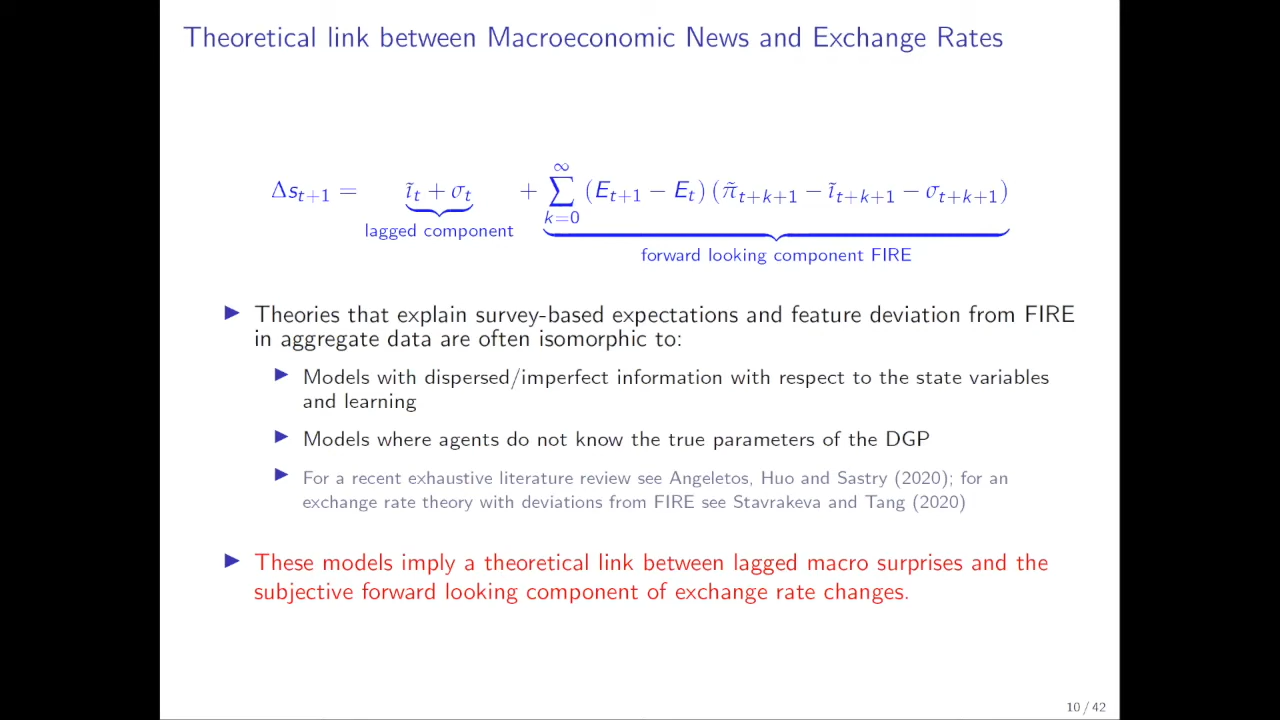 Theoretical link between Macroeconomic News and Exchange Rates
Δs_{t+1} = ĩ_t + σ_t + ∑_{k=0}^{∞} (E_{t+1} − E_t) (π̃_{t+k+1} − ĩ_{t+k+1} − σ_{t+k+1})
lagged component
forward looking component FIRE
▶ Theories that explain survey-based expectations and feature deviation from FIRE
in aggregate data are often isomorphic to:
▶ Models with dispersed/imperfect information with respect to the state variables
and learning
▶ Models where agents do not know the true parameters of the DGP
▶ For a recent exhaustive literature review see Angeletos, Huo and Sastry (2020); for an
exchange rate theory with deviations from FIRE see Stavrakeva and Tang (2020)
▶ These models imply a theoretical link between lagged macro surprises and the
subjective forward looking component of exchange rate changes.
10 / 42